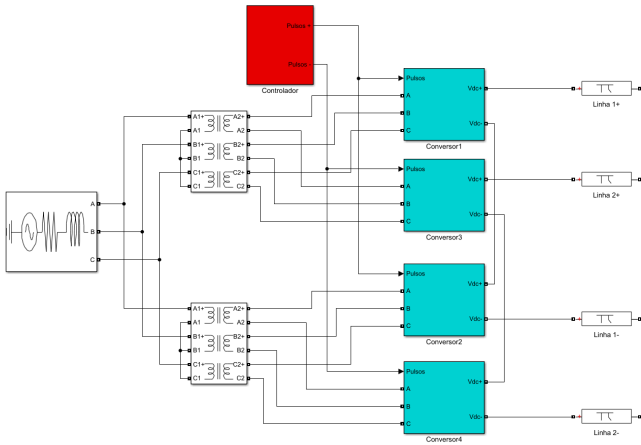 Pulsos +
Pulsos -
Controlador
Pulsos
A
B
C
Vdc+
Vdc-
Conversor1
Linha 1+
A1+
A1
B1+
B1
C1+
C1
A2+
A2
B2+
B2
C2+
C2
Pulsos
A
B
C
Vdc+
Vdc-
Conversor3
Linha 2+
A
B
C
Pulsos
A
B
C
Vdc+
Vdc-
Conversor2
Linha 1-
A1+
A1
B1+
B1
C1+
C1
A2+
A2
B2+
B2
C2+
C2
Pulsos
A
B
C
Vdc+
Vdc-
Conversor4
Linha 2-